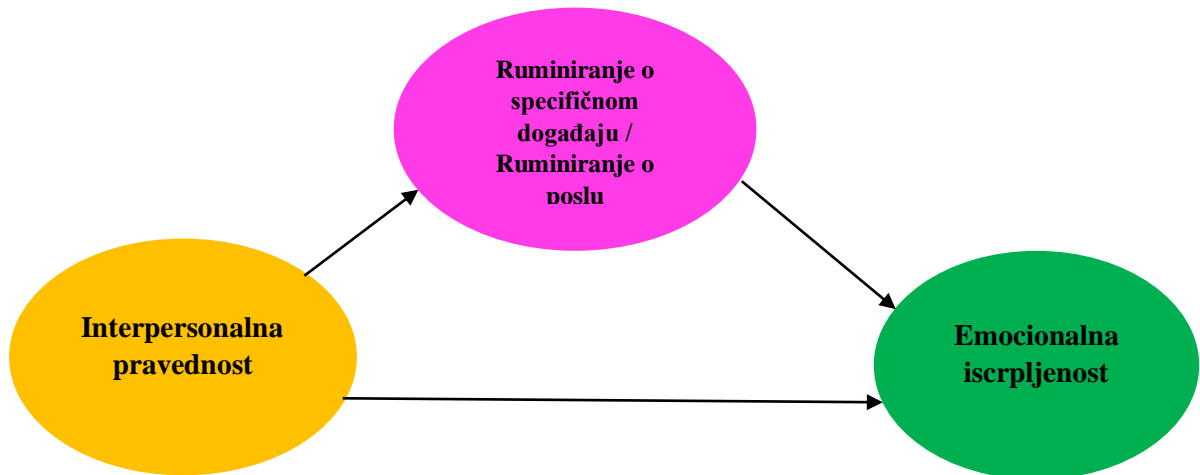 Ruminiranje o
specifičnom
događaju /
Ruminiranje o
poslu
Interpersonalna
pravednost
Emocionalna
iscrpljenost